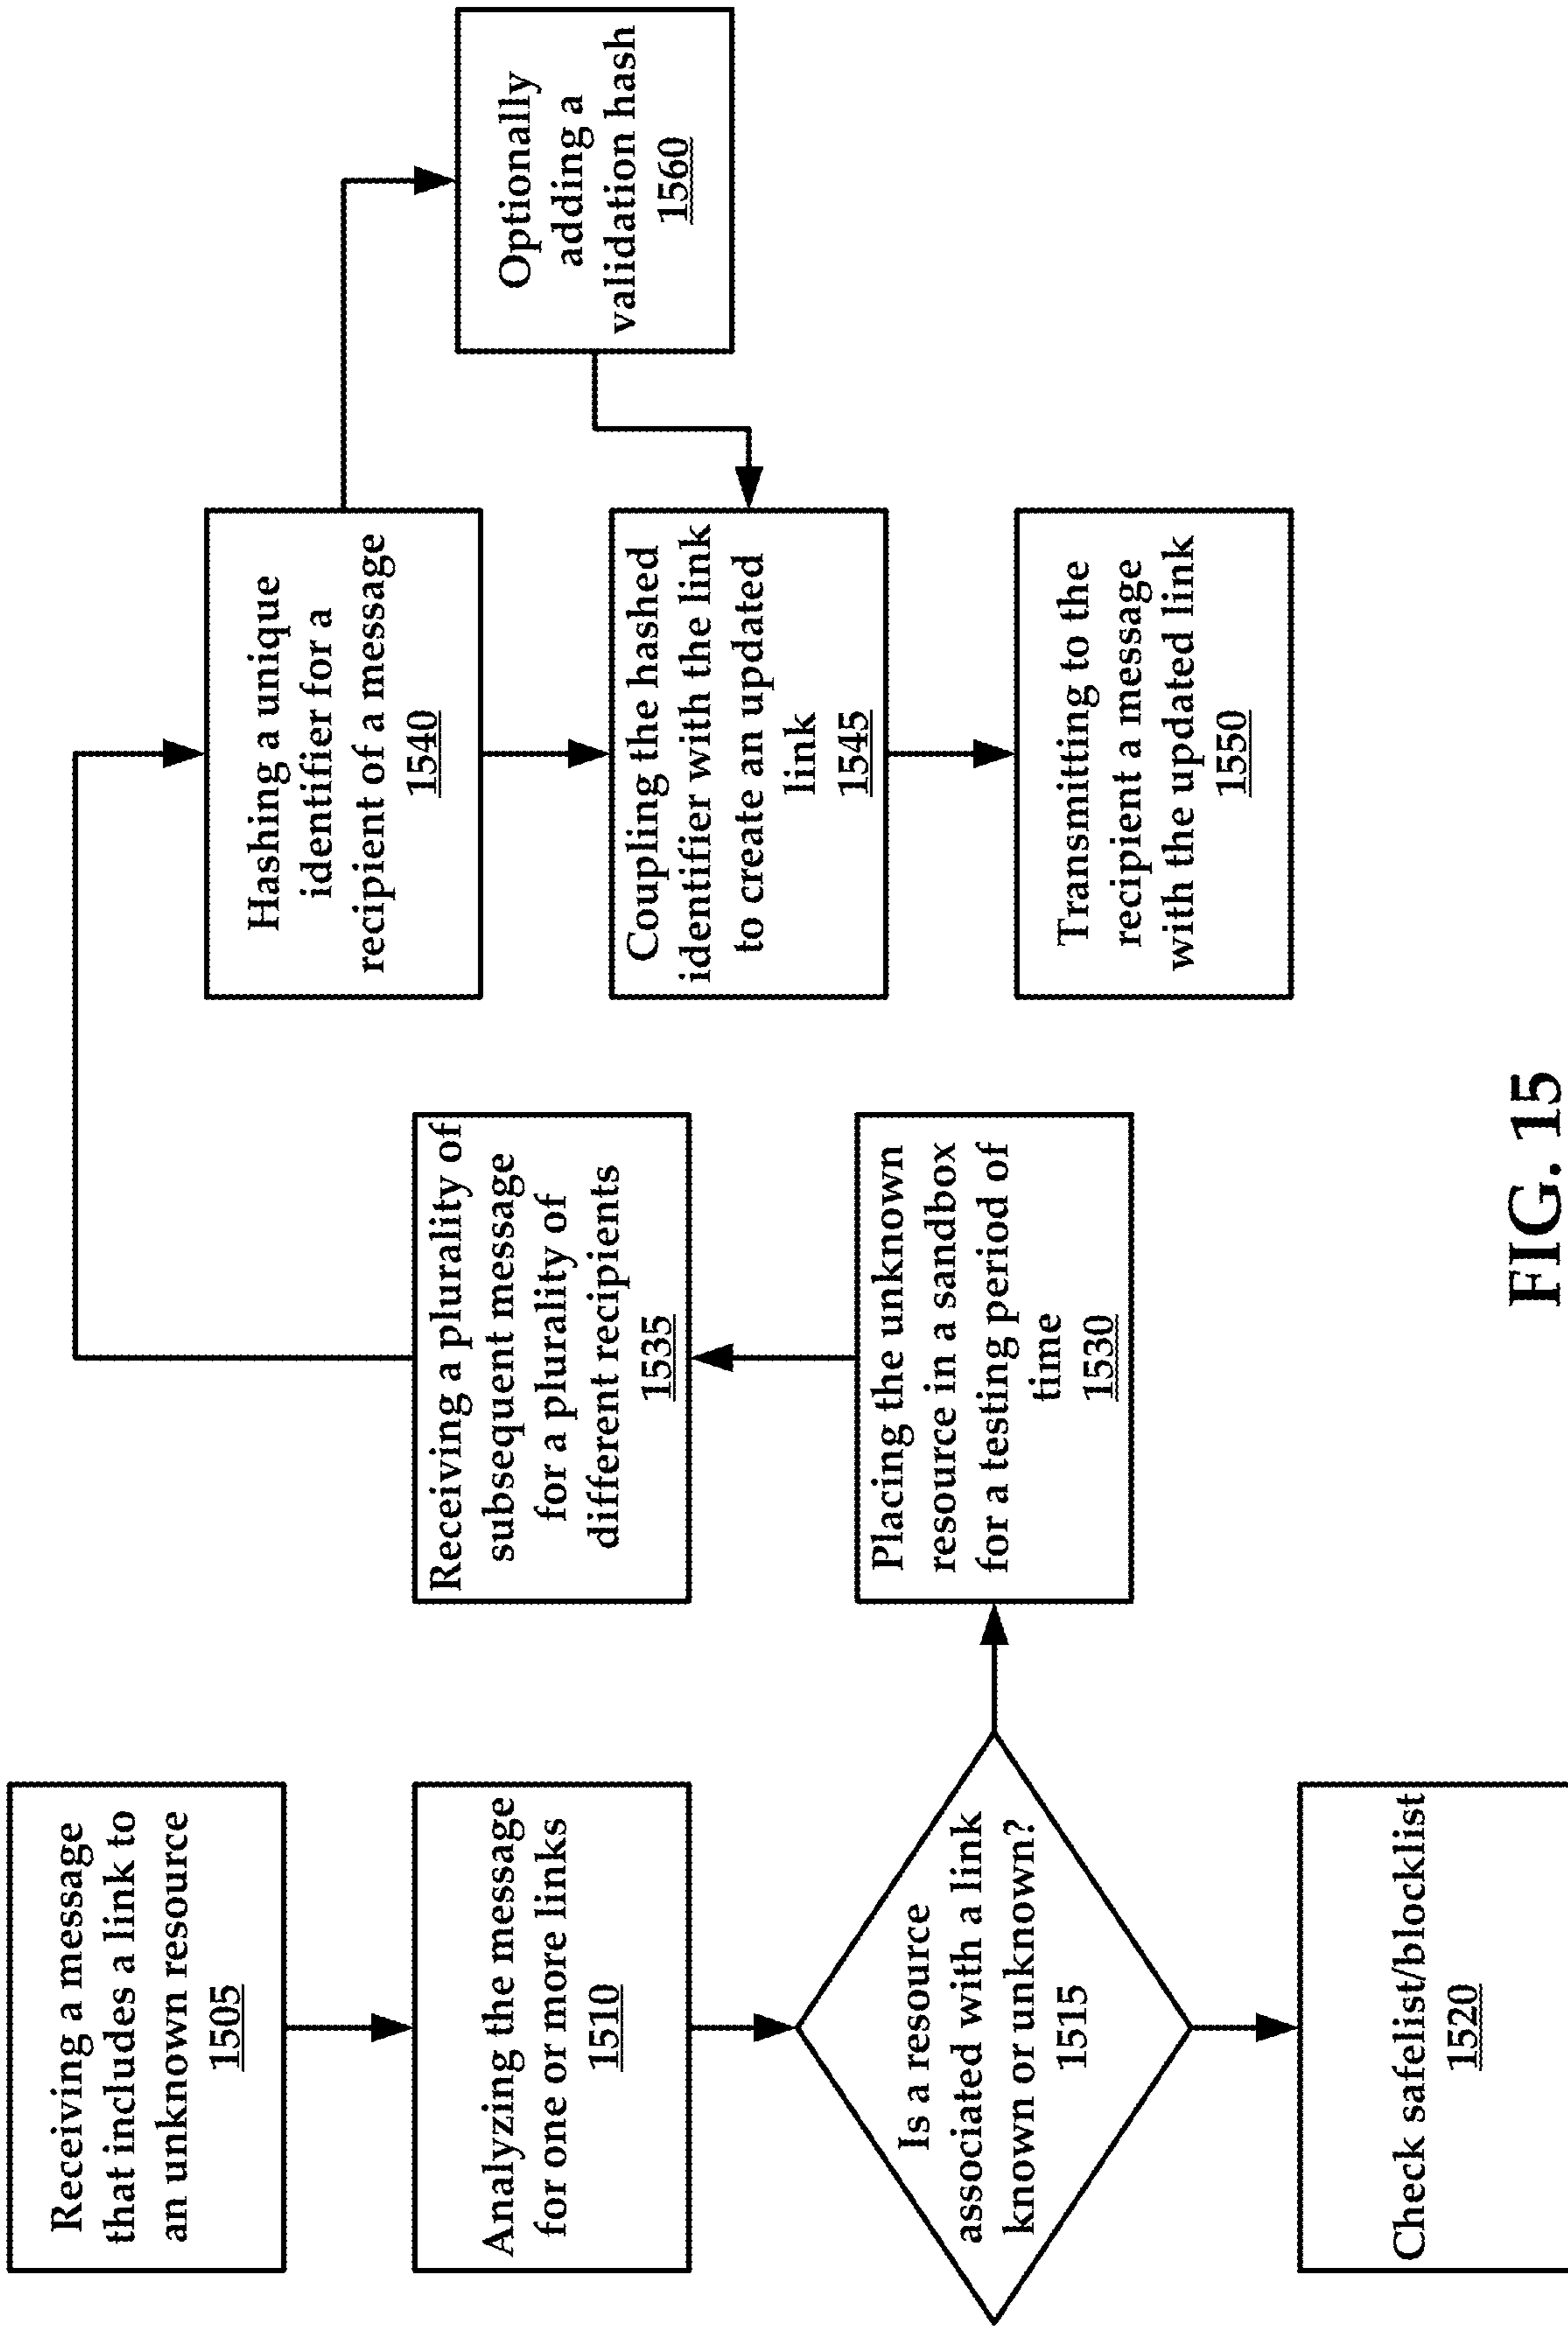 Receiving a message
that includes a link to
an unknown resource
1505
Analyzing the message
for one or more links
1510
Is a resource
associated with a link
known or unknown?
1515
Check safelist/blocklist
1520
Placing the unknown
resource in a sandbox
for a testing period of
time
1530
Receiving a plurality of
subsequent message
for a plurality of
different recipients
1535
Hashing a unique
identifier for a
recipient of a message
1540
Optionally
adding a
validation hash
1560
Coupling the hashed
identifier with the link
to create an updated
link
1545
Transmitting to the
recipient a message
with the updated link
1550
FIG. 15